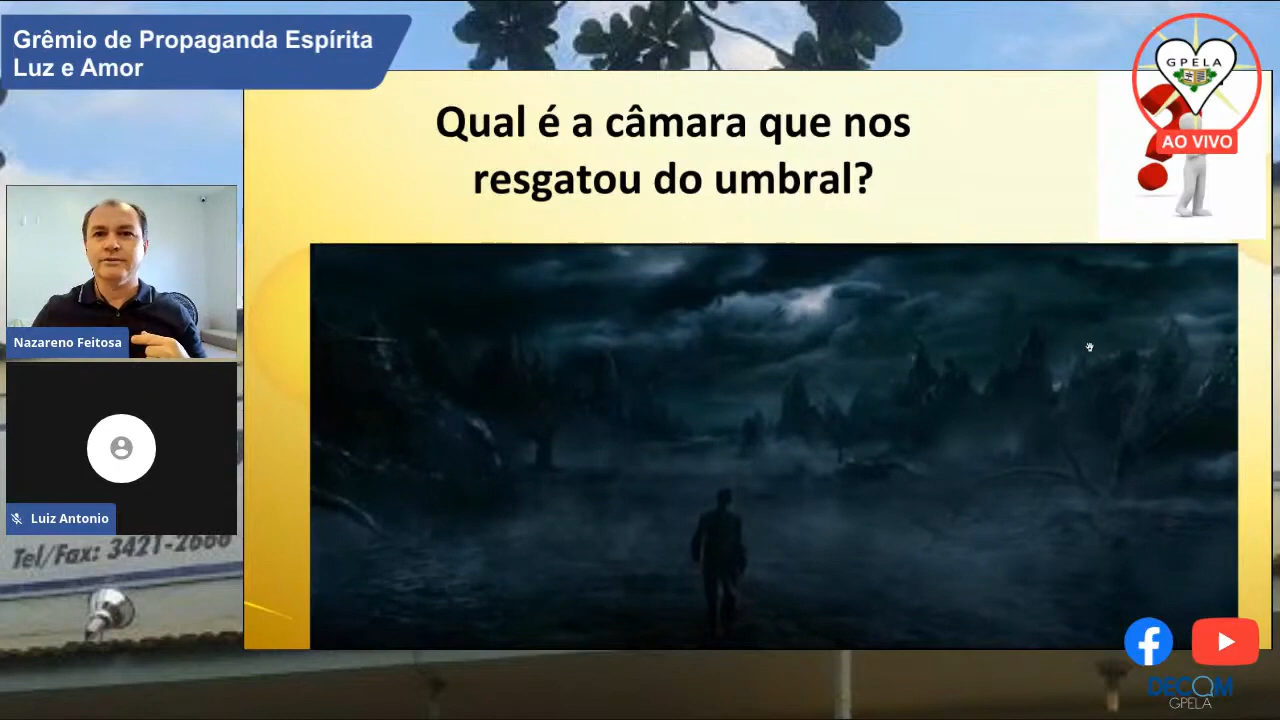 Grêmio de Propaganda Espírita
Luz e Amor
GPELA
AO VIVO
Qual é a câmara que nos
resgatou do umbral?
Nazareno Feitosa
Luiz Antonio
Tel/Fax: 3421-2666
DECOM
GPELA